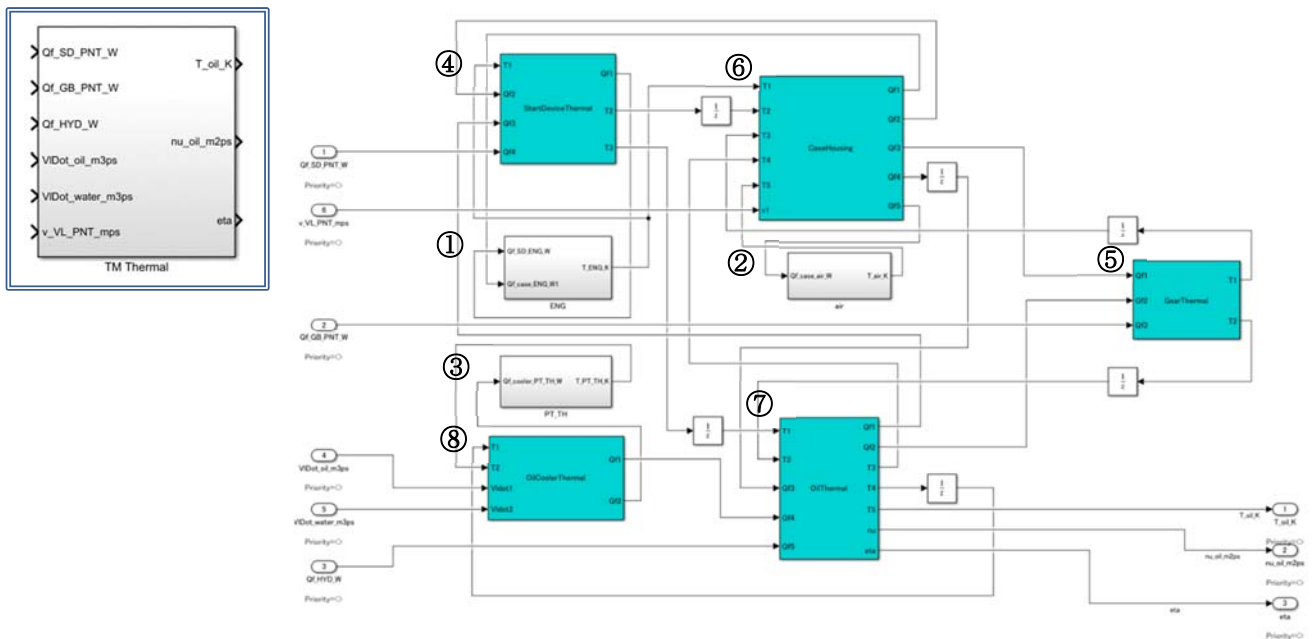 Qf_SD_PNT_W
Qf_GB_PNT_W
Qf_HYD_W
VlDot_oil_m3ps
VlDot_water_m3ps
v_VL_PNT_mps
T_oil_K
nu_oil_m2ps
eta
TM Thermal
④
T1
Qf2
Qf3
Qf4
StartDeviceThermal
Qf1
T2
T3
⑥
T1
T2
T3
T4
T5
v1
CaseHousing
Qf1
Qf2
Qf3
Qf4
Qf5
1
Qf_SD_PNT_W
Priority=○
6
v_VL_PNT_mps
Priority=○
①
Qf_SD_ENG_W
Qf_case_ENG_W1
T_ENG_K
ENG
②
Qf_case_air_W
T_air_K
air
⑤
Qf1
Qf2
Qf3
GearThermal
T1
T2
2
Qf_GB_PNT_W
Priority=○
③
Qf_cooler_PT_TH_W
T_PT_TH_K
PT_TH
⑦
T1
T2
Qf3
Qf4
Qf5
OilThermal
Qf1
Qf2
T3
T4
T5
nu
eta
⑧
T1
T2
Vldot1
Vldot2
OilCoolerThermal
Qf1
Qf2
4
VlDot_oil_m3ps
Priority=○
5
VlDot_water_m3ps
Priority=○
3
Qf_HYD_W
Priority=○
T_oil_K
1
T_oil_K
Priority=○
nu_oil_m2ps
2
nu_oil_m2ps
Priority=○
eta
3
eta
Priority=○